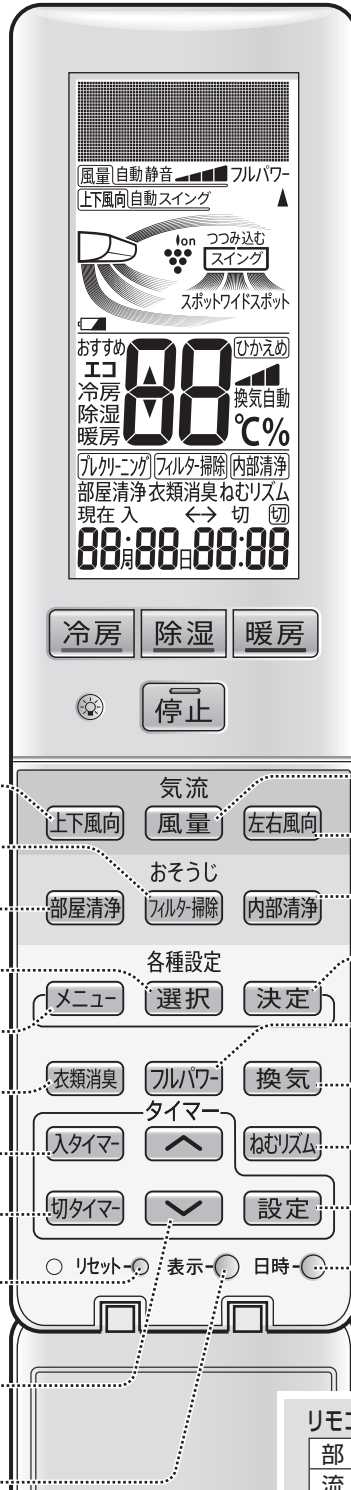 風量 自動 静音 フルパワー
上下風向 自動スイング
ion つつみ込む
スイング
スポットワイドスポット
おすすめ ひかえめ
エコ
冷房 換気自動
除湿
暖房 ℃%
プレクリーニング フィルター掃除 内部清浄
部屋清浄 衣類消臭 ねむリズム
現在 入 ←→ 切 切
88月88日88:88
冷房 除湿 暖房
停止
気流
上下風向 風量 左右風向
おそうじ
部屋清浄 フィルター掃除 内部清浄
各種設定
メニュー 選択 決定
衣類消臭 フルパワー 換気
タイマー
入タイマー ねむリズム
切タイマー 設定
リセット 表示 日時
リモコ
部
流